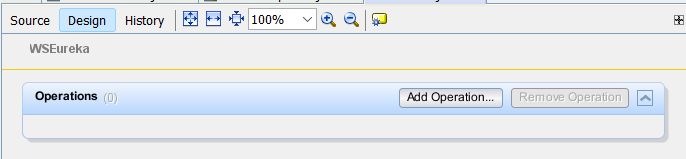 Source Design History 100%
WSEureka
Operations (0) Add Operation... Remove Operation